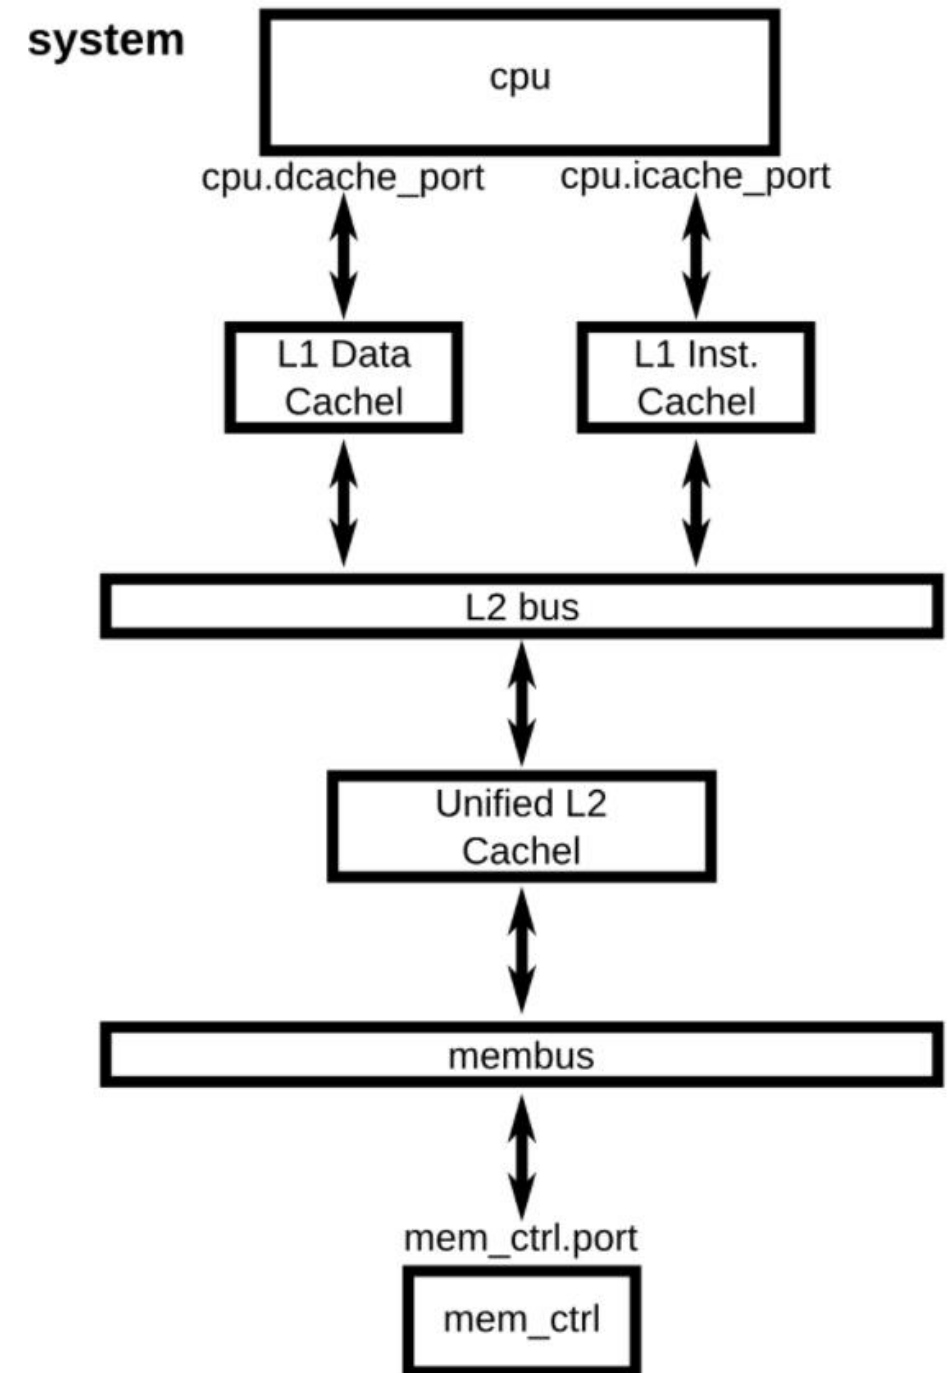 system
cpu
cpu.dcache_port
cpu.icache_port
L1 Data
Cachel
L1 Inst.
Cachel
L2 bus
Unified L2
Cachel
membus
mem_ctrl.port
mem_ctrl